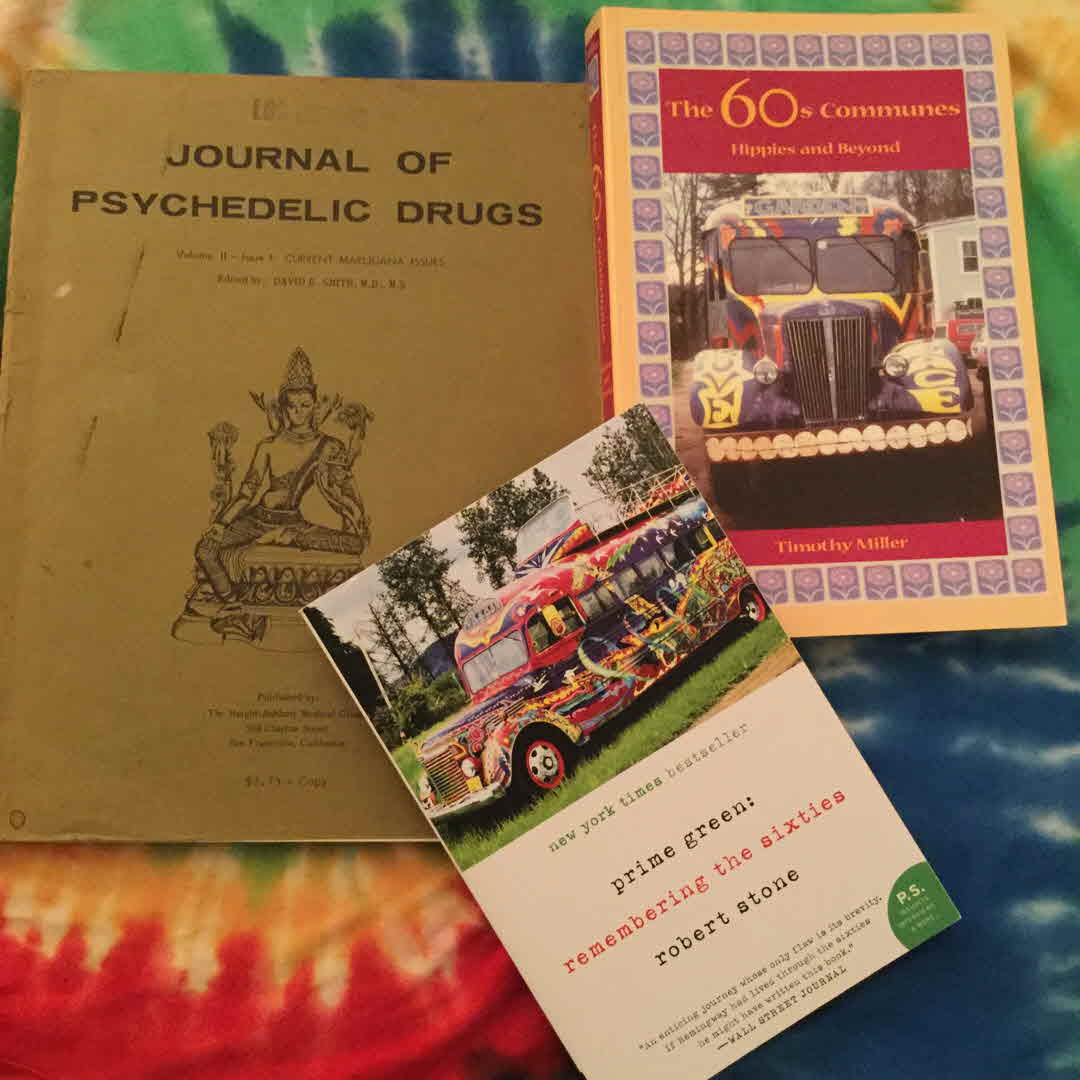 JOURNAL OF
PSYCHEDELIC DRUGS
Volume II - Issue 1: CURRENT MARIJUANA ISSUES
Edited by: DAVID E. SMITH, M.D., M.S.
Published by:
The Haight-Ashbury Medical
Clayton Street
San Francisco, California
Copy
The 60s Communes
Hippies and Beyond
GARDEN
Timothy Miller
new york times bestseller
prime green:
remembering the sixties
robert stone
P.S.
"An enticing journey whose only flaw is its brevity.
If Hemingway had lived through the sixties
he might have written this book."
—WALL STREET JOURNAL